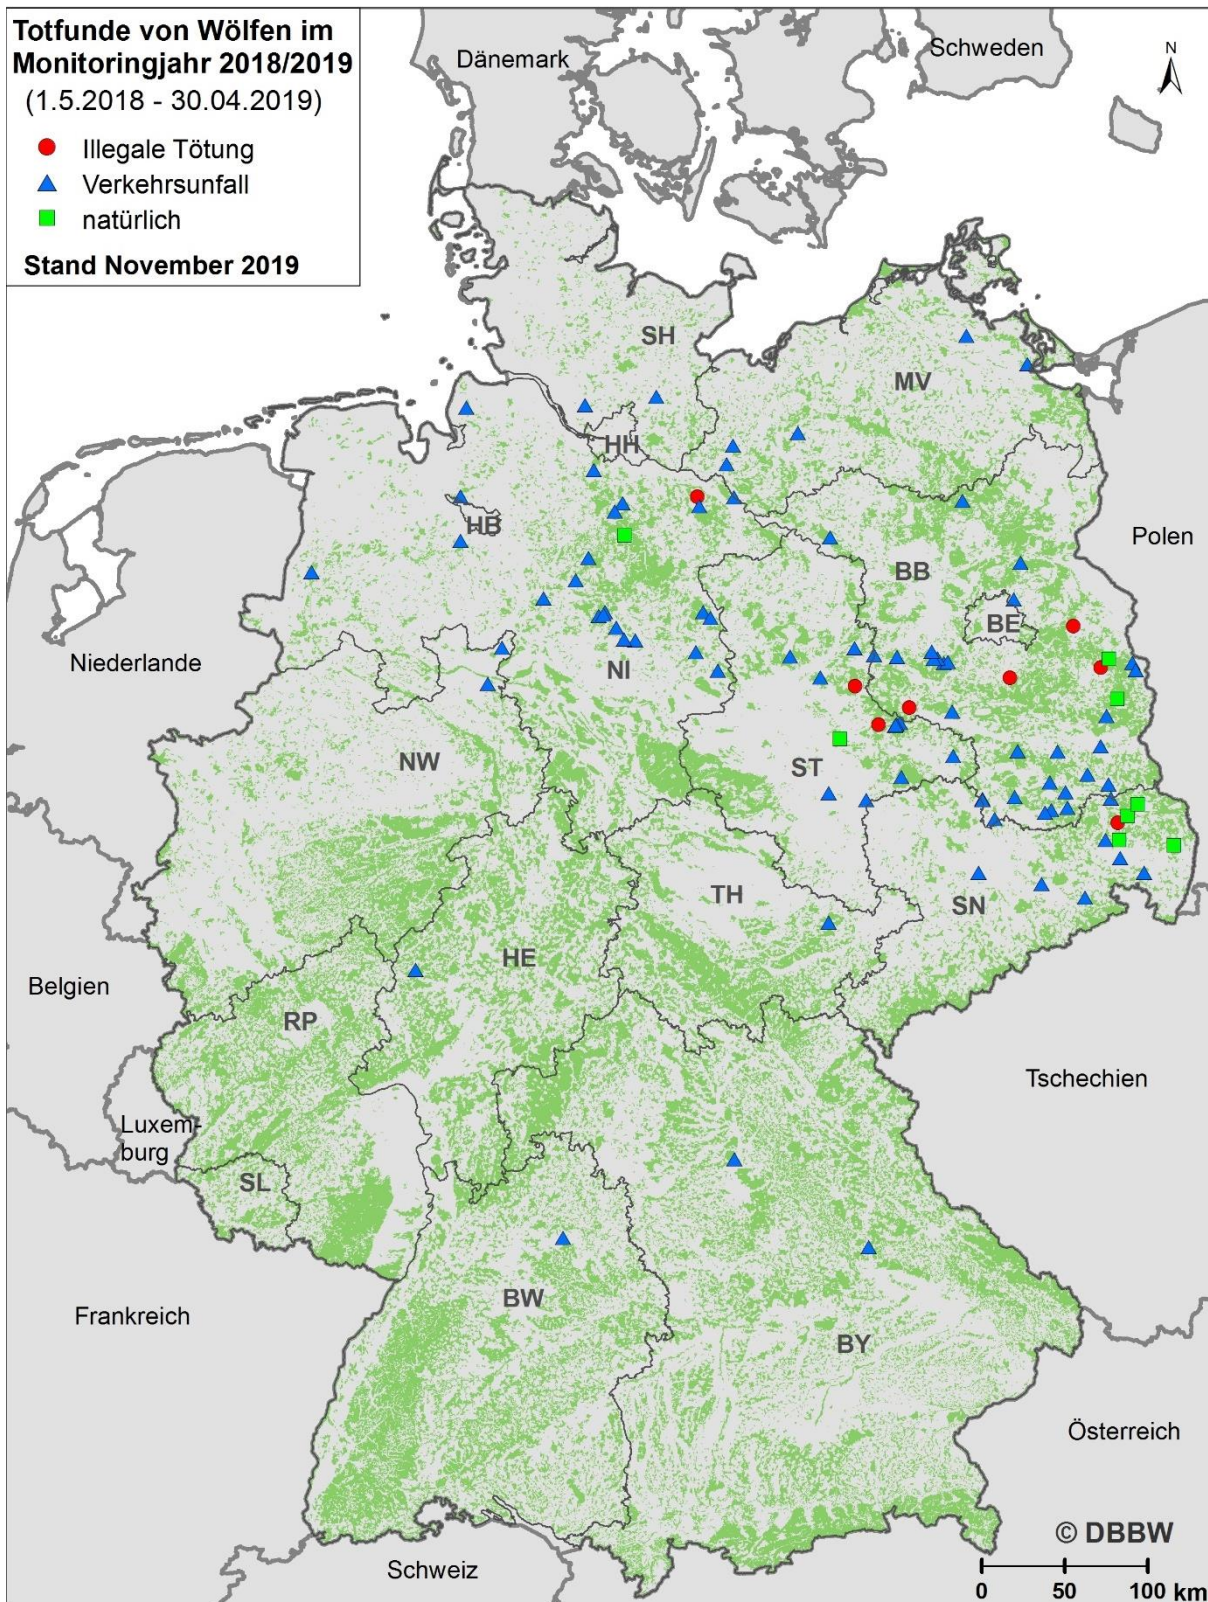 Totfunde von Wölfen im
Monitoringjahr 2018/2019
(1.5.2018 - 30.04.2019)
Illegale Tötung
Verkehrsunfall
natürlich
Stand November 2019
Dänemark
Schweden
N
SH
MV
HH
HB
Polen
BB
BE
Niederlande
NI
NW
ST
TH
SN
HE
Belgien
RP
Tschechien
Luxem-
burg
SL
Frankreich
BW
BY
Österreich
© DBBW
Schweiz
0 50 100 km